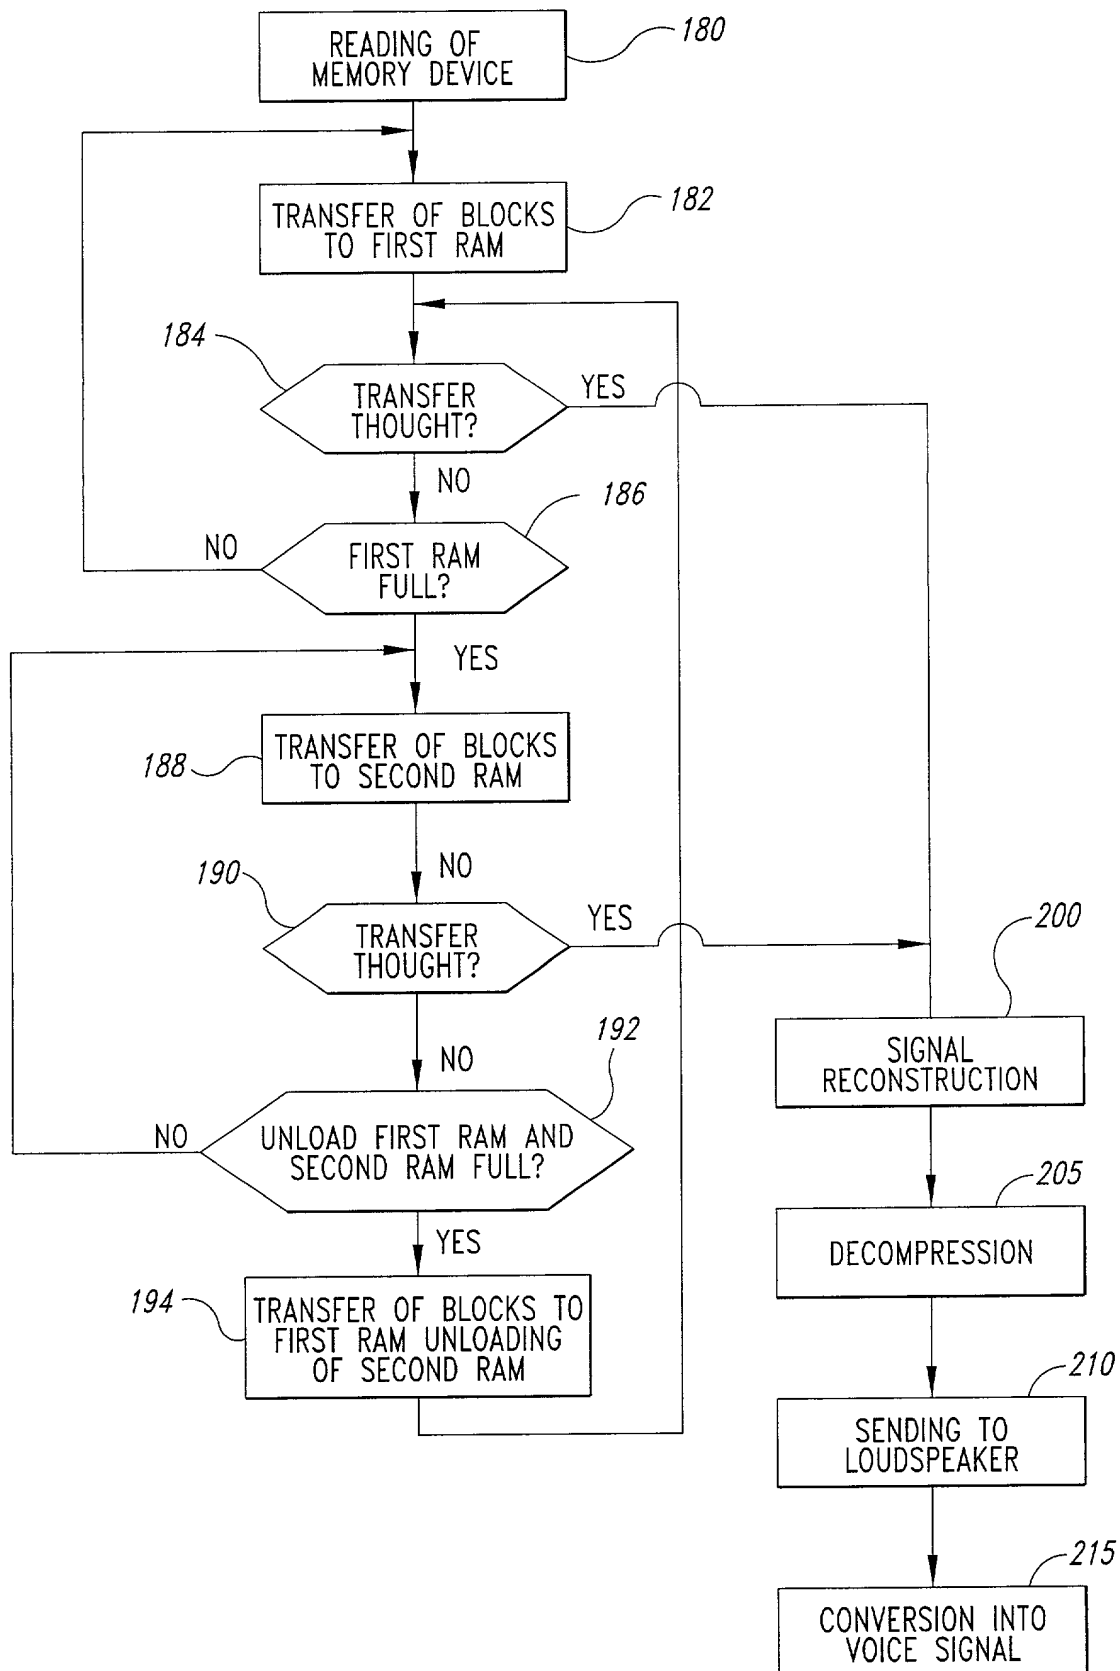 READING OF
MEMORY DEVICE
180
TRANSFER OF BLOCKS
TO FIRST RAM
182
184
TRANSFER
THOUGHT?
YES
NO
186
FIRST RAM
FULL?
NO
YES
188
TRANSFER OF BLOCKS
TO SECOND RAM
NO
190
TRANSFER
THOUGHT?
YES
NO
192
UNLOAD FIRST RAM AND
SECOND RAM FULL?
NO
YES
194
TRANSFER OF BLOCKS TO
FIRST RAM UNLOADING
OF SECOND RAM
200
SIGNAL
RECONSTRUCTION
205
DECOMPRESSION
210
SENDING TO
LOUDSPEAKER
215
CONVERSION INTO
VOICE SIGNAL